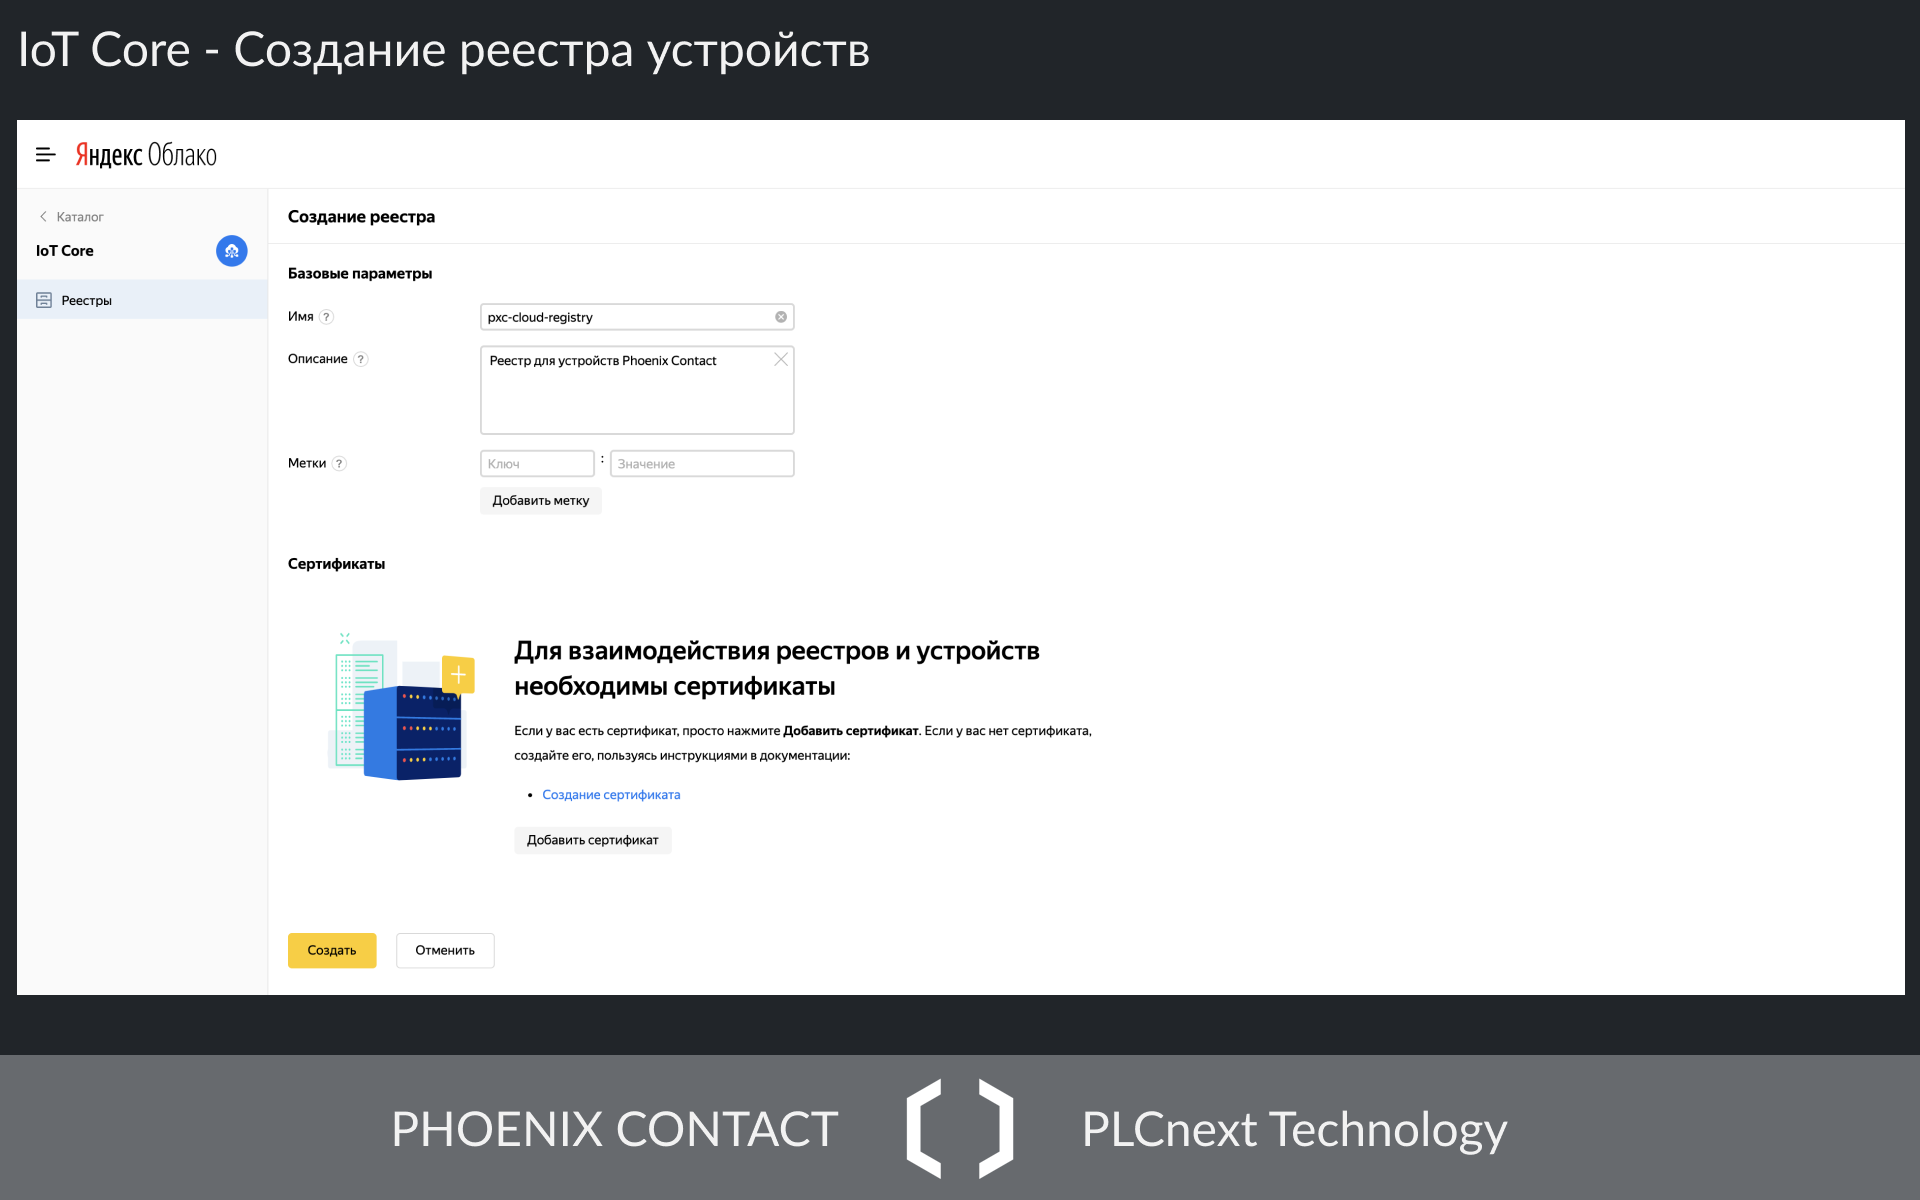 IoT Core - Создание реестра устройств
Яндекс Облако
Каталог
IoT Core
Реестры
Создание реестра
Базовые параметры
Имя ?
pxc-cloud-registry
Описание ?
Реестр для устройств Phoenix Contact
Метки ?
Ключ : Значение
Добавить метку
Сертификаты
Для взаимодействия реестров и устройств
необходимы сертификаты
Если у вас есть сертификат, просто нажмите Добавить сертификат. Если у вас нет сертификата,
создайте его, пользуясь инструкциями в документации:
• Создание сертификата
Добавить сертификат
Создать
Отменить
PHOENIX CONTACT
PLCnext Technology